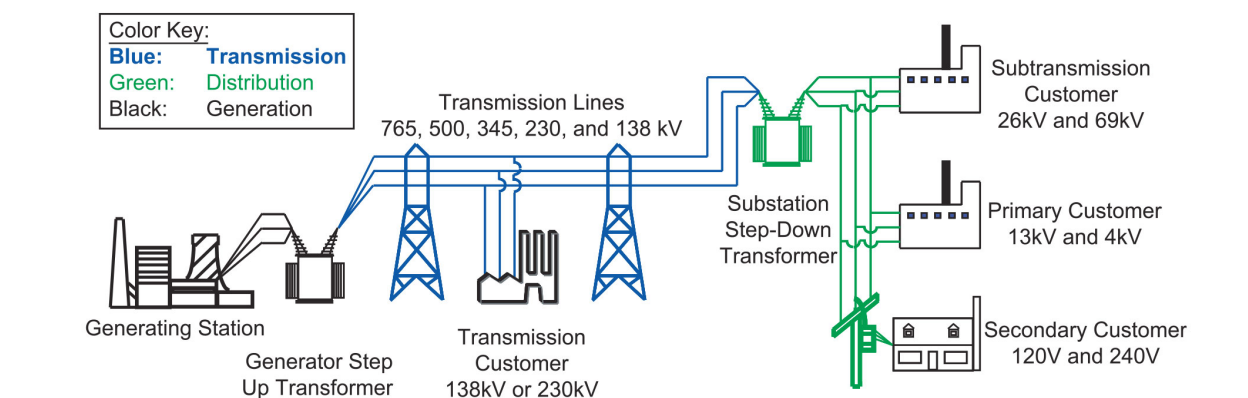 Color Key:
Blue: Transmission
Green: Distribution
Black: Generation
Transmission Lines
765, 500, 345, 230, and 138 kV
Subtransmission
Customer
26kV and 69kV
Substation
Step-Down
Transformer
Primary Customer
13kV and 4kV
Generating Station
Generator Step
Up Transformer
Transmission
Customer
138kV or 230kV
Secondary Customer
120V and 240V